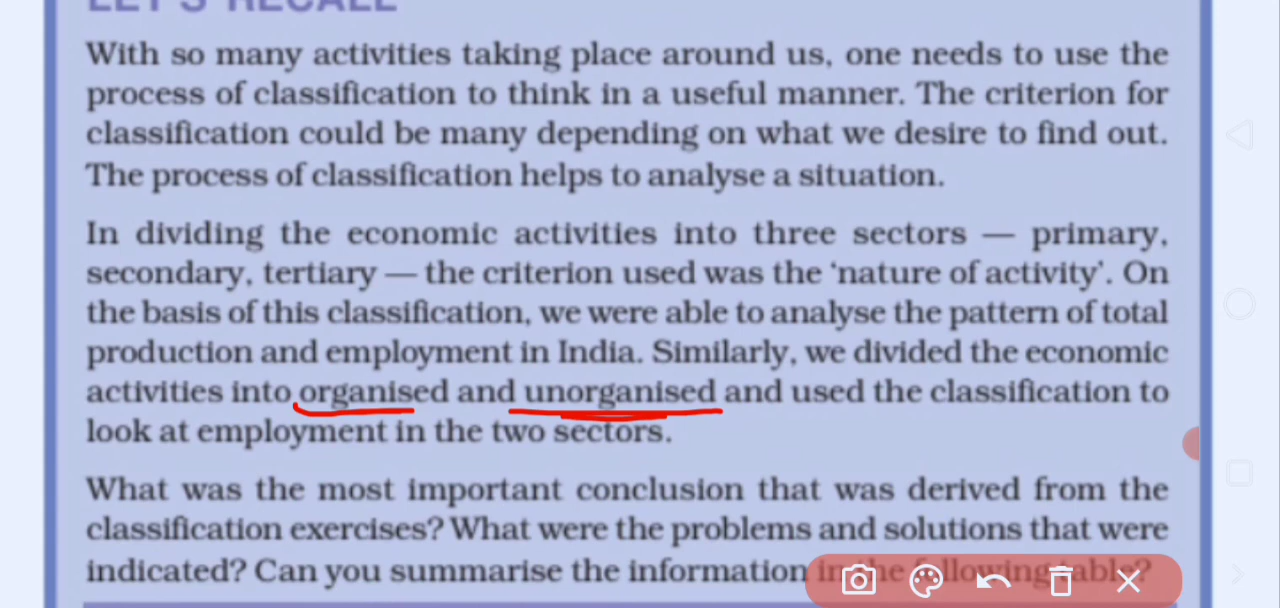 LET'S RECALL
With so many activities taking place around us, one needs to use the
process of classification to think in a useful manner. The criterion for
classification could be many depending on what we desire to find out.
The process of classification helps to analyse a situation.
In dividing the economic activities into three sectors — primary,
secondary, tertiary — the criterion used was the ‘nature of activity’. On
the basis of this classification, we were able to analyse the pattern of total
production and employment in India. Similarly, we divided the economic
activities into organised and unorganised and used the classification to
look at employment in the two sectors.
What was the most important conclusion that was derived from the
classification exercises? What were the problems and solutions that were
indicated? Can you summarise the information in the following table?